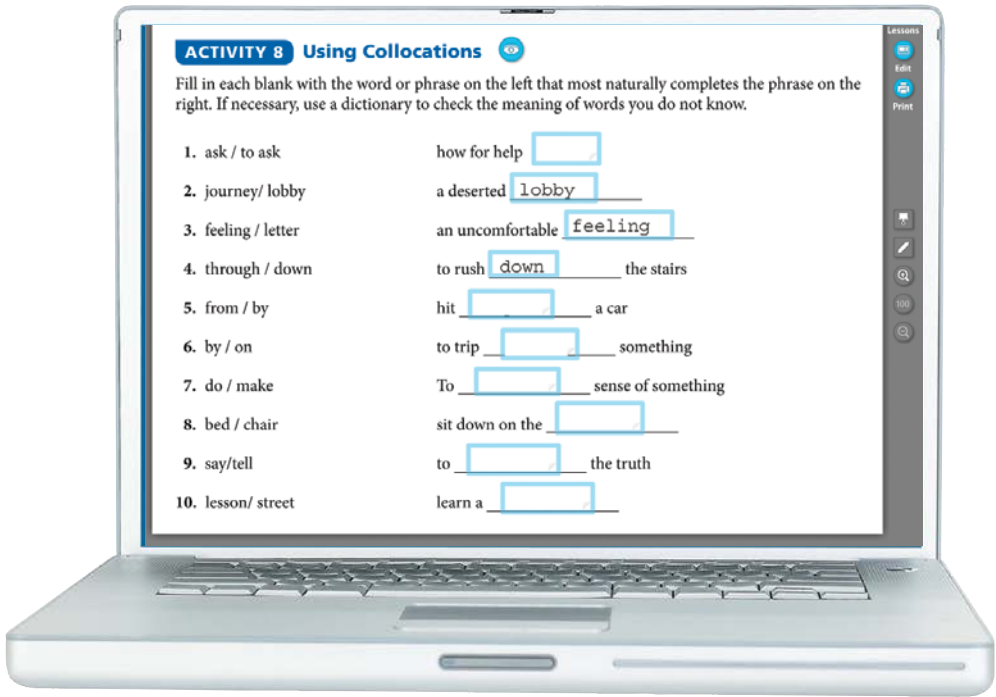 Lessons
ACTIVITY 8 Using Collocations
Edit
Fill in each blank with the word or phrase on the left that most naturally completes the phrase on the
right. If necessary, use a dictionary to check the meaning of words you do not know.
Print
1. ask / to ask how for help
2. journey/ lobby a deserted lobby
3. feeling / letter an uncomfortable feeling
4. through / down to rush down the stairs
5. from / by hit a car
100
6. by / on to trip something
7. do / make To sense of something
8. bed / chair sit down on the
9. say/tell to the truth
10. lesson/ street learn a